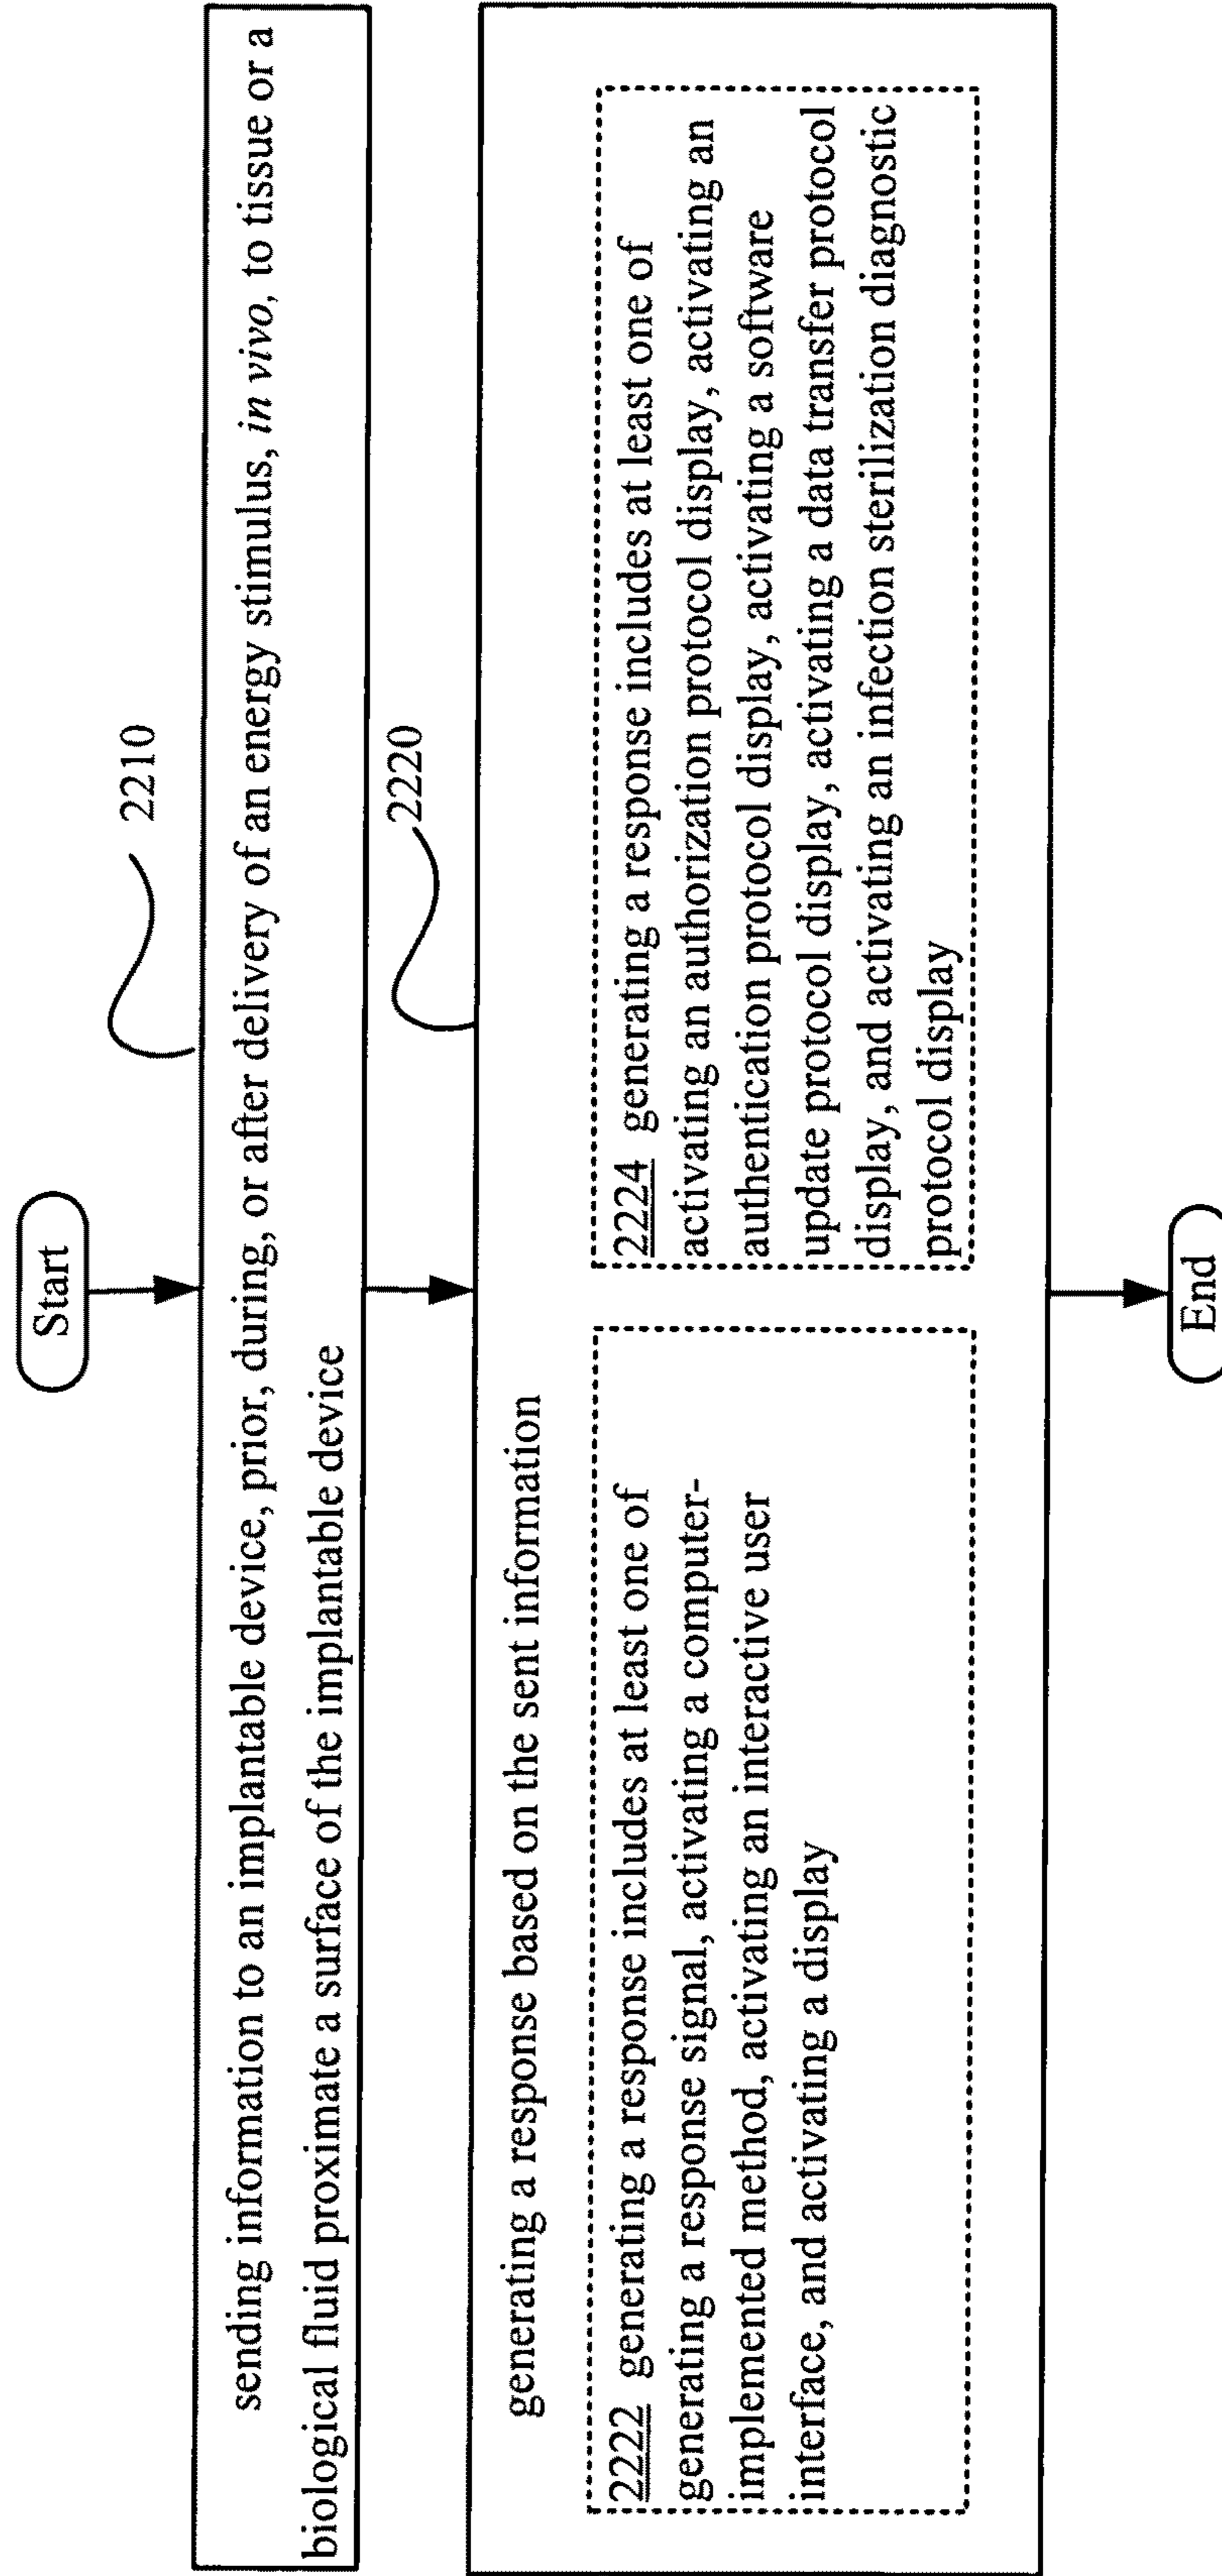 Start
2210
sending information to an implantable device, prior, during, or after delivery of an energy stimulus, in vivo, to tissue or a
biological fluid proximate a surface of the implantable device
2220
generating a response based on the sent information
2222 generating a response includes at least one of
generating a response signal, activating a computer-
implemented method, activating an interactive user
interface, and activating a display
2224 generating a response includes at least one of
activating an authorization protocol display, activating an
authentication protocol display, activating a software
update protocol display, activating a data transfer protocol
display, and activating an infection sterilization diagnostic
protocol display
End